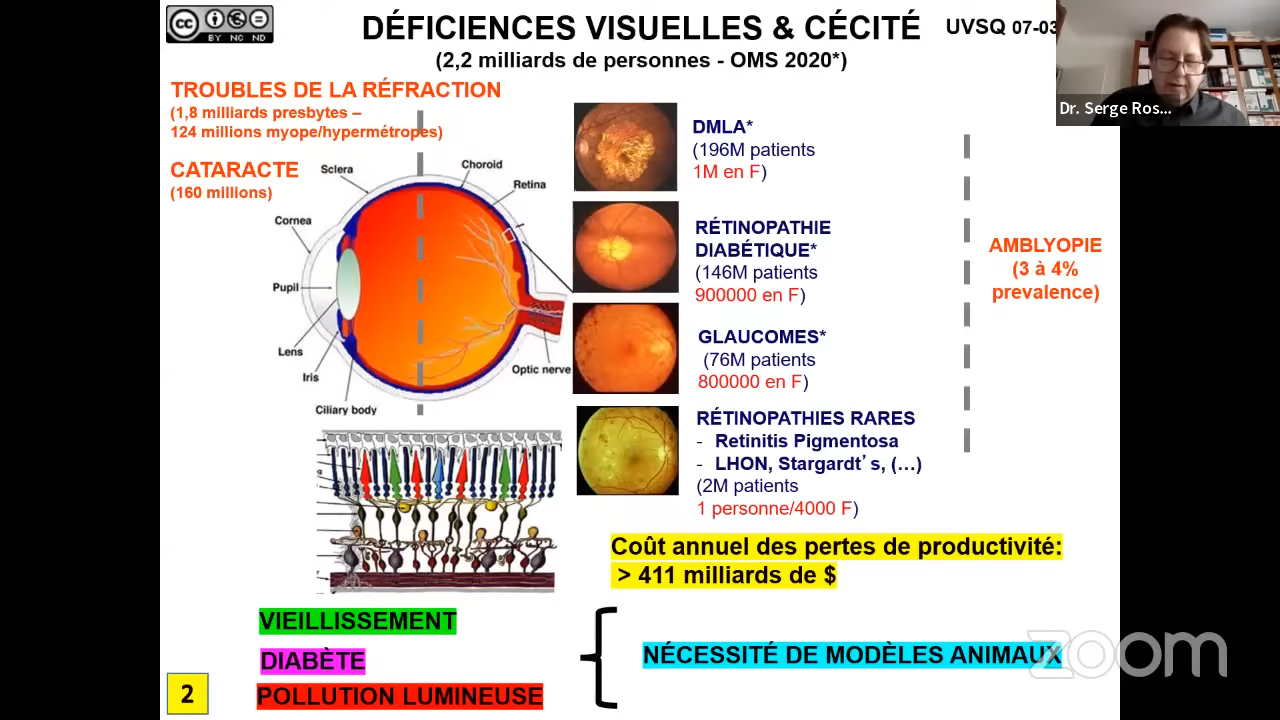 cc
BY NC ND
DÉFICIENCES VISUELLES & CÉCITÉ
(2,2 milliards de personnes - OMS 2020*)
UVSQ 07-03
Dr. Serge Ros...
TROUBLES DE LA RÉFRACTION
(1,8 milliards presbytes –
124 millions myope/hypermétropes)
CATARACTE
(160 millions)
Sclera
Choroid
Retina
Cornea
Pupil
Lens
Iris
Optic nerve
Ciliary body
DMLA*
(196M patients
1M en F)
RÉTINOPATHIE
DIABÉTIQUE*
(146M patients
900000 en F)
GLAUCOMES*
(76M patients
800000 en F)
RÉTINOPATHIES RARES
- Retinitis Pigmentosa
- LHON, Stargardt's, (…)
(2M patients
1 personne/4000 F)
AMBLYOPIE
(3 à 4%
prevalence)
Coût annuel des pertes de productivité:
> 411 milliards de $
VIEILLISSEMENT
DIABÈTE
POLLUTION LUMINEUSE
NÉCESSITÉ DE MODÈLES ANIMAUX
zoom
2